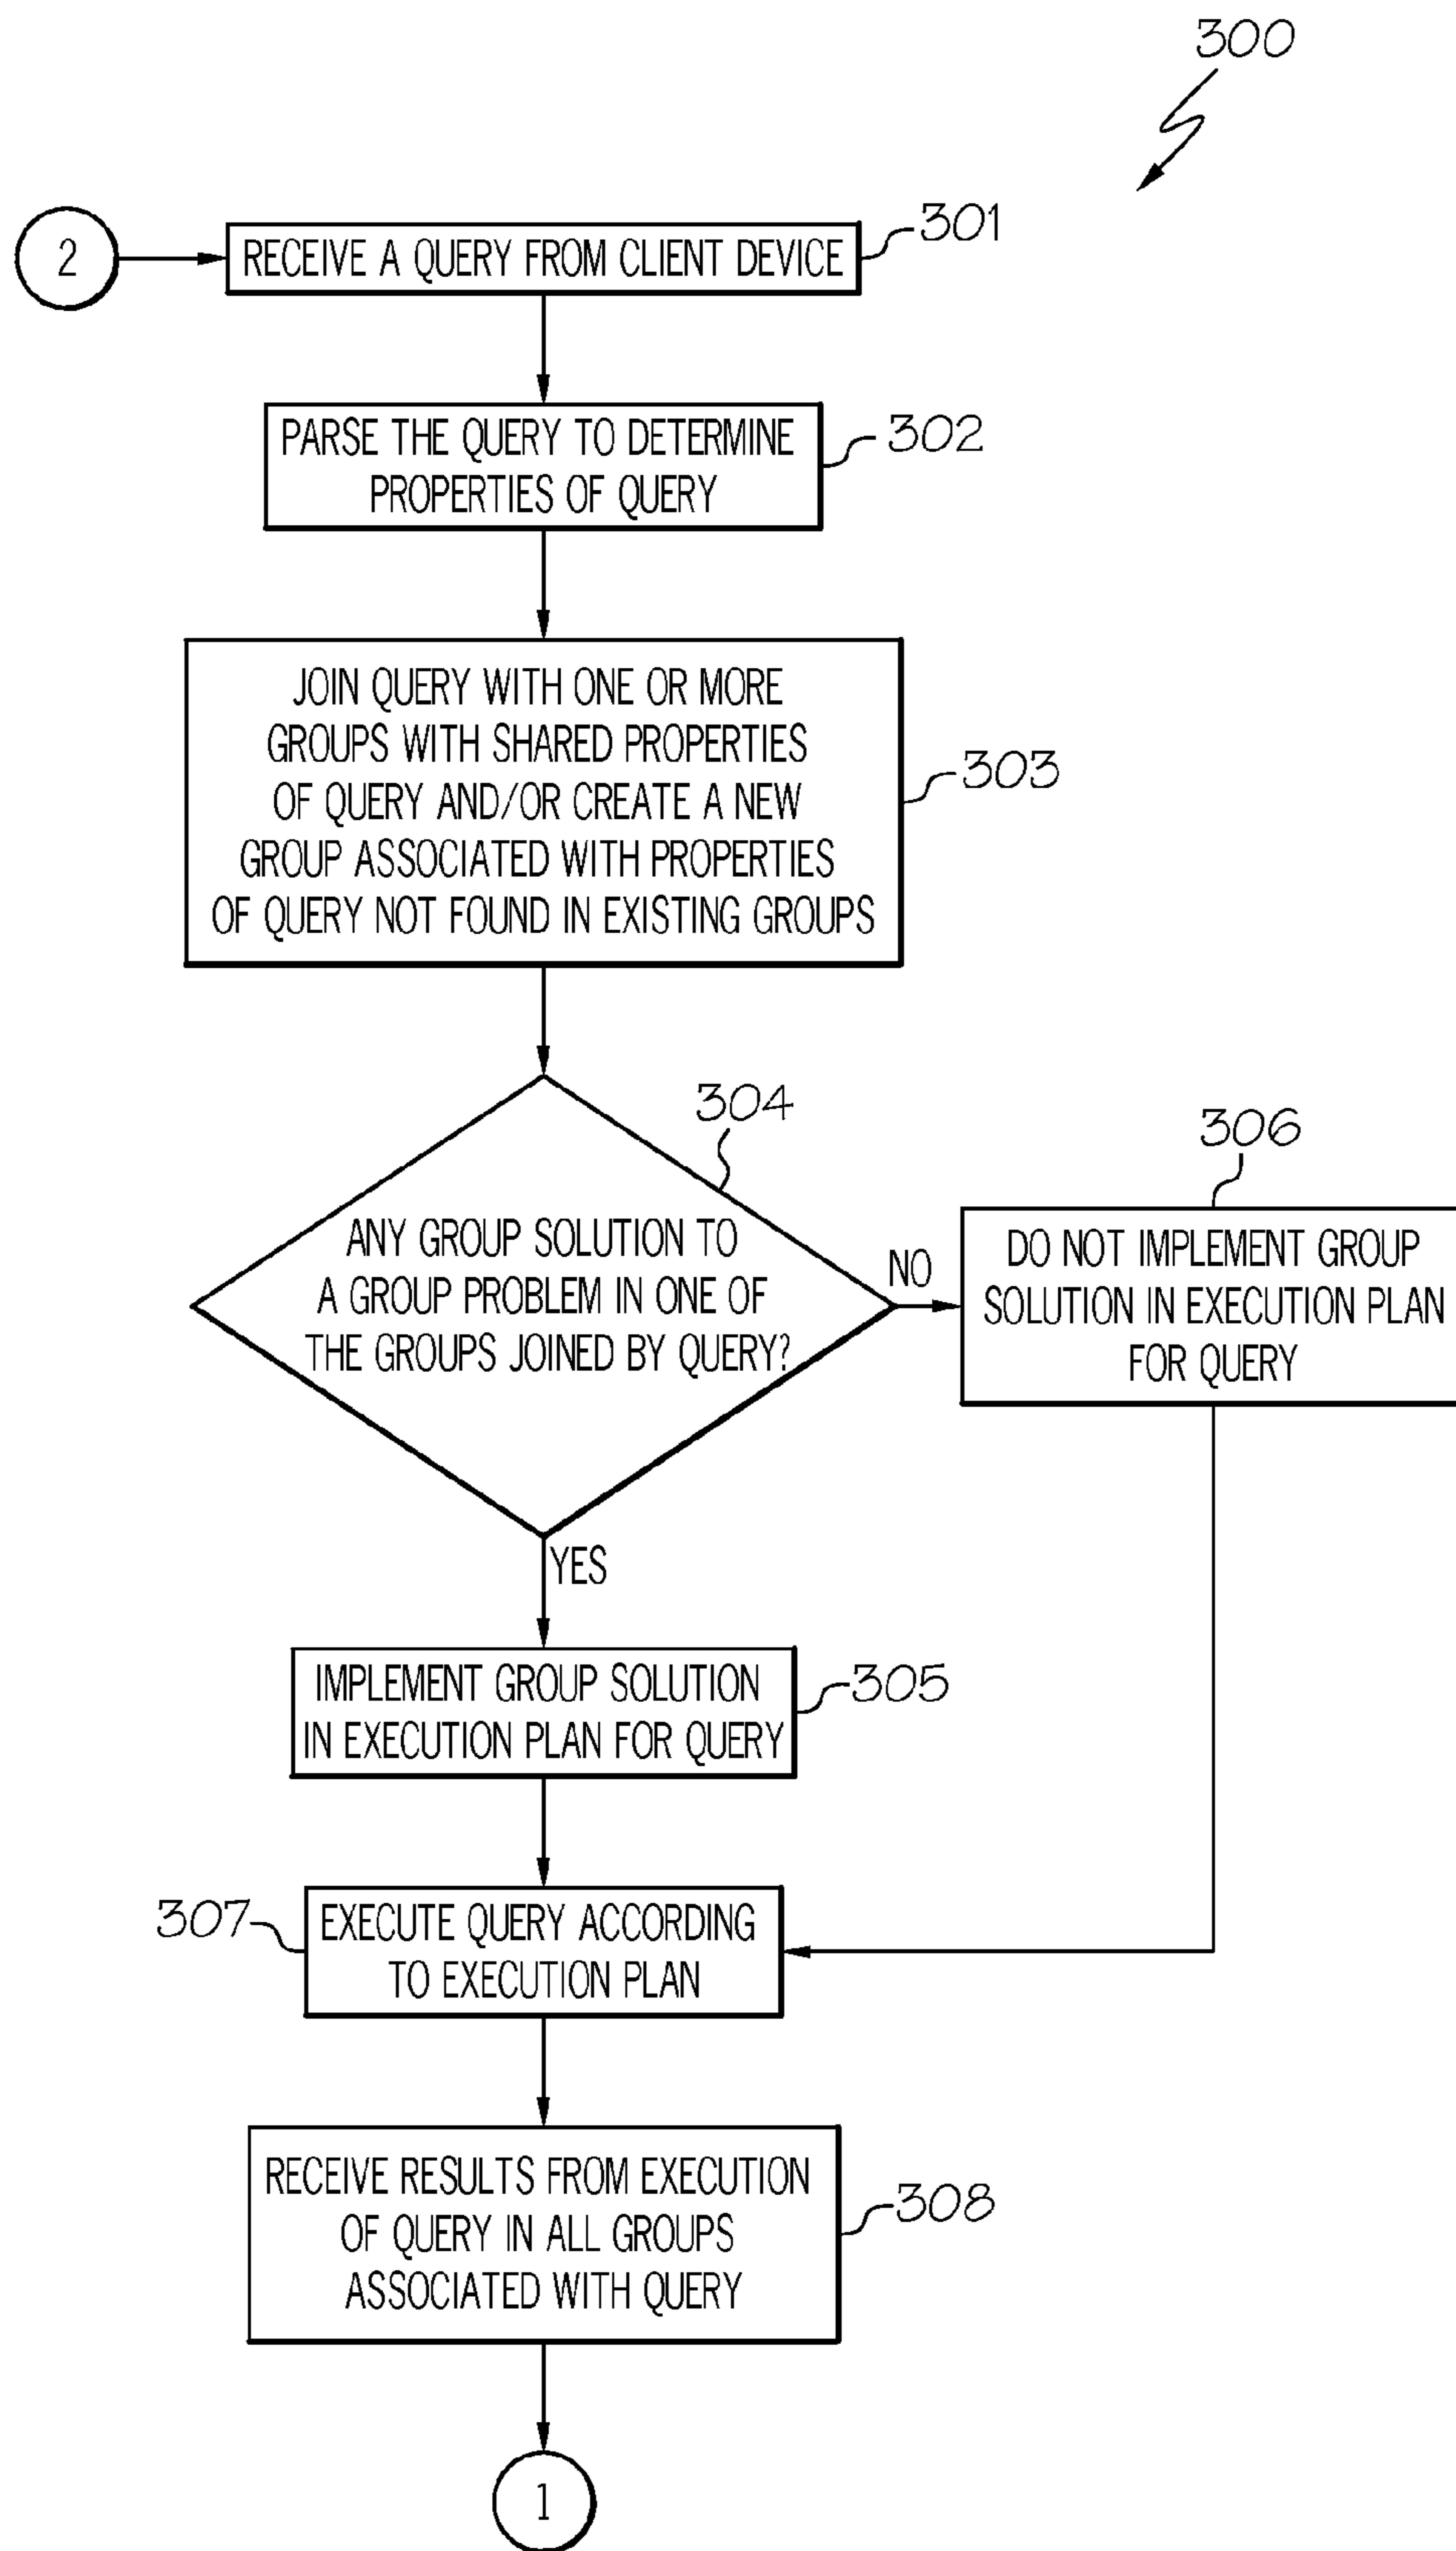 300
2
RECEIVE A QUERY FROM CLIENT DEVICE
301
PARSE THE QUERY TO DETERMINE
PROPERTIES OF QUERY
302
JOIN QUERY WITH ONE OR MORE
GROUPS WITH SHARED PROPERTIES
OF QUERY AND/OR CREATE A NEW
GROUP ASSOCIATED WITH PROPERTIES
OF QUERY NOT FOUND IN EXISTING GROUPS
303
304
ANY GROUP SOLUTION TO
A GROUP PROBLEM IN ONE OF
THE GROUPS JOINED BY QUERY?
NO
306
DO NOT IMPLEMENT GROUP
SOLUTION IN EXECUTION PLAN
FOR QUERY
YES
IMPLEMENT GROUP SOLUTION
IN EXECUTION PLAN FOR QUERY
305
307
EXECUTE QUERY ACCORDING
TO EXECUTION PLAN
RECEIVE RESULTS FROM EXECUTION
OF QUERY IN ALL GROUPS
ASSOCIATED WITH QUERY
308
1